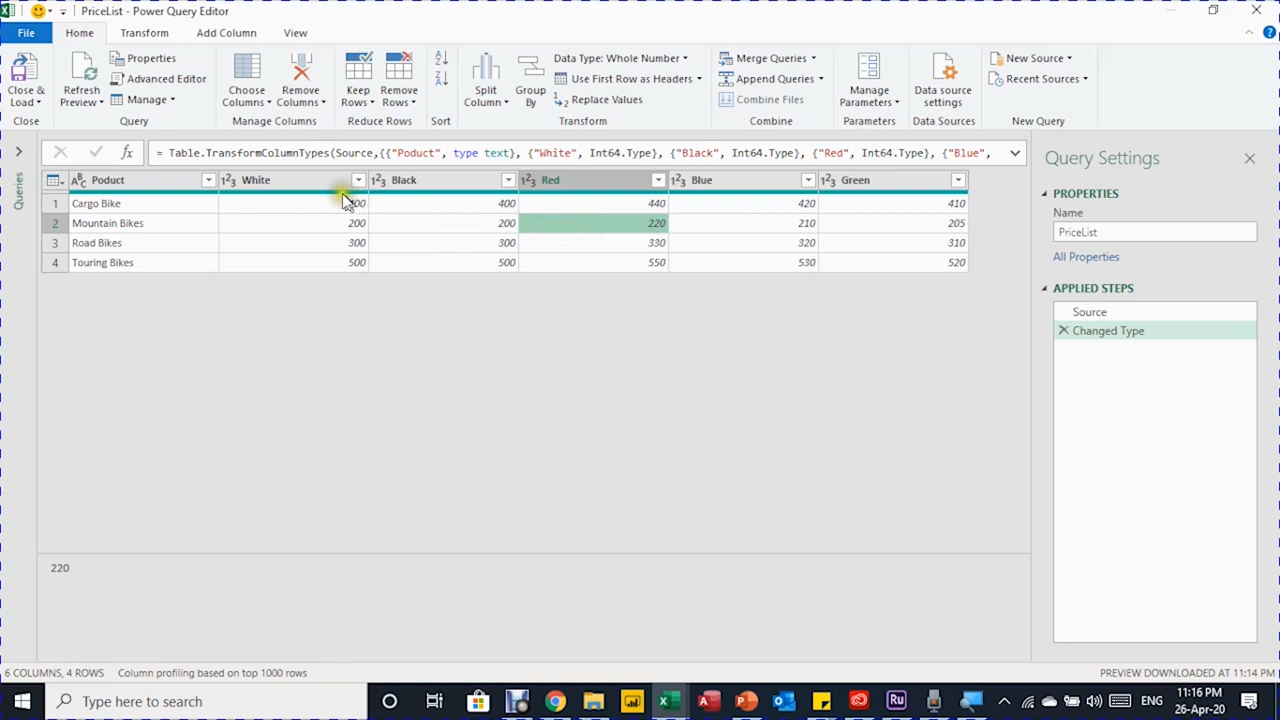 PriceList - Power Query Editor
File Home Transform Add Column View
Close & Load
Refresh Preview
Properties
Advanced Editor
Manage
Choose Columns
Remove Columns
Keep Rows
Remove Rows
Split Column
Group By
Data Type: Whole Number
Use First Row as Headers
Replace Values
Merge Queries
Append Queries
Combine Files
Manage Parameters
Data source settings
New Source
Recent Sources
Close Query Manage Columns Reduce Rows Sort Transform Combine Parameters Data Sources New Query
Queries
fx = Table.TransformColumnTypes(Source,{{"Poduct", type text}, {"White", Int64.Type}, {"Black", Int64.Type}, {"Red", Int64.Type}, {"Blue",
ABC Poduct 123 White 123 Black 123 Red 123 Blue 123 Green
1 Cargo Bike 400 440 420 410
2 Mountain Bikes 200 200 220 210 205
3 Road Bikes 300 300 330 320 310
4 Touring Bikes 500 500 550 530 520
220
Query Settings
PROPERTIES
Name
PriceList
All Properties
APPLIED STEPS
Source
Changed Type
6 COLUMNS, 4 ROWS Column profiling based on top 1000 rows PREVIEW DOWNLOADED AT 11:14 PM
Type here to search
Ru
ENG
11:16 PM
26-Apr-20